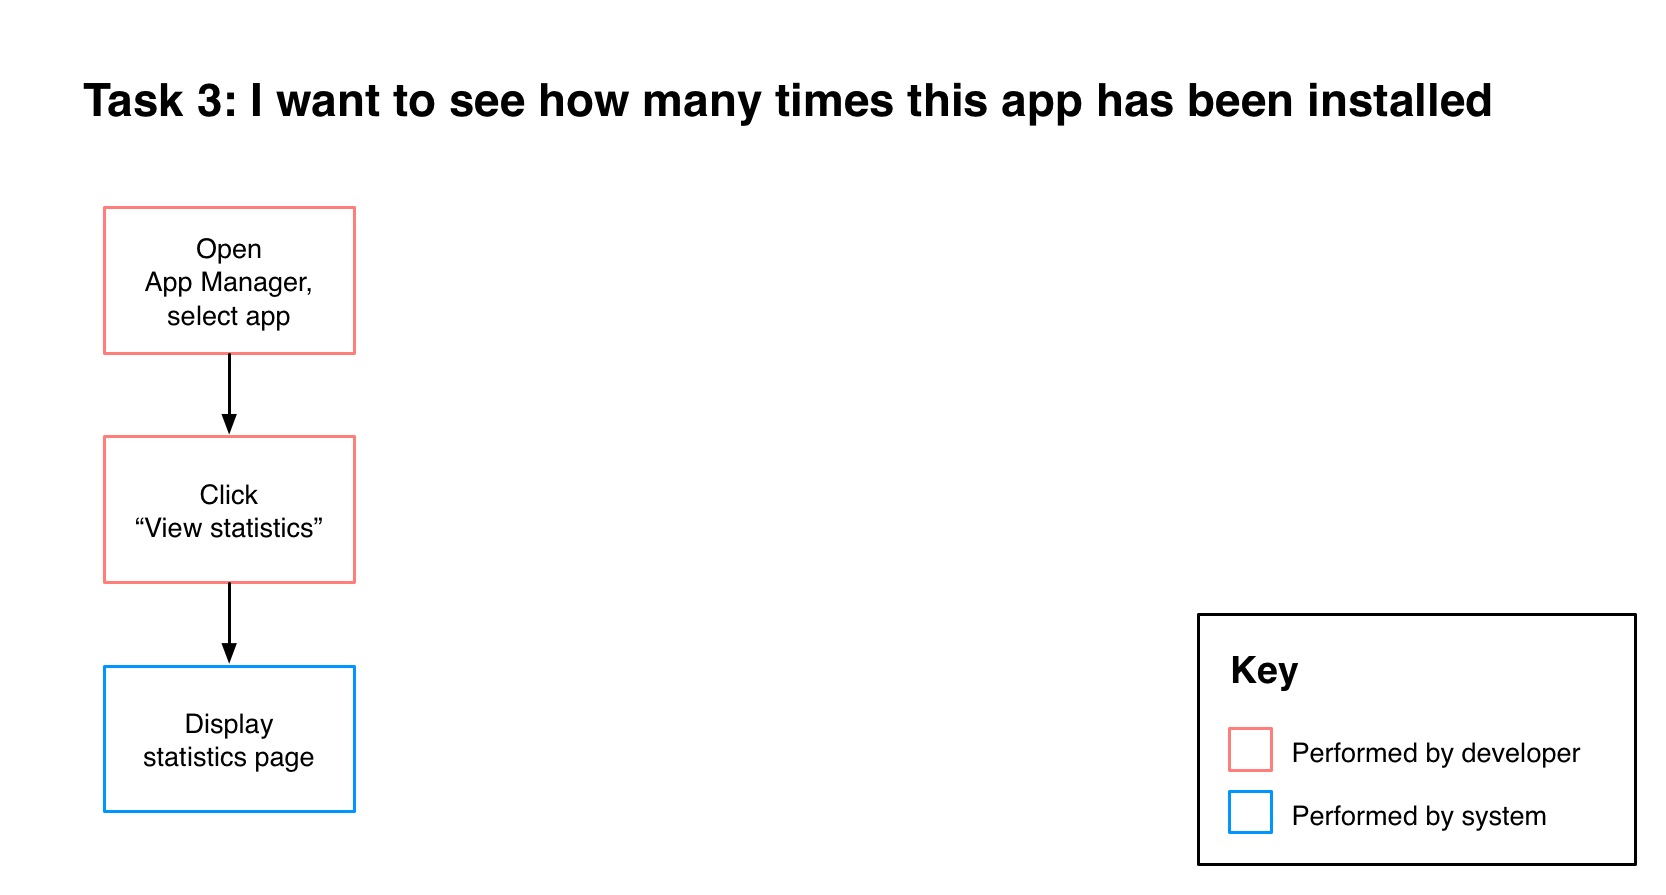 Task 3: I want to see how many times this app has been installed
Open
App Manager,
select app
Click
“View statistics”
Display
statistics page
Key
Performed by developer
Performed by system